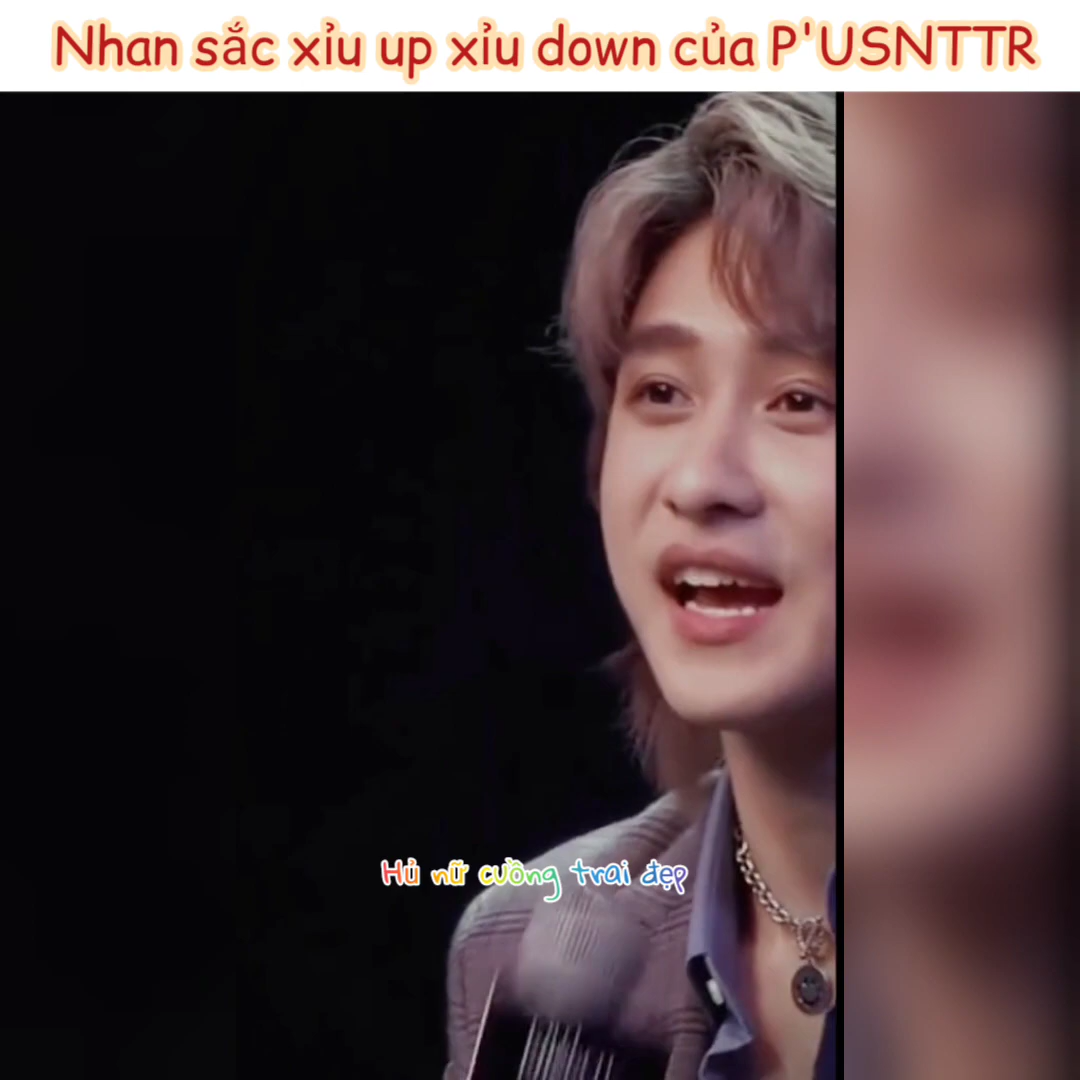 Nhan sắc xỉu up xỉu down của P'USNTTR
Hủ nữ cuồng trai đẹp